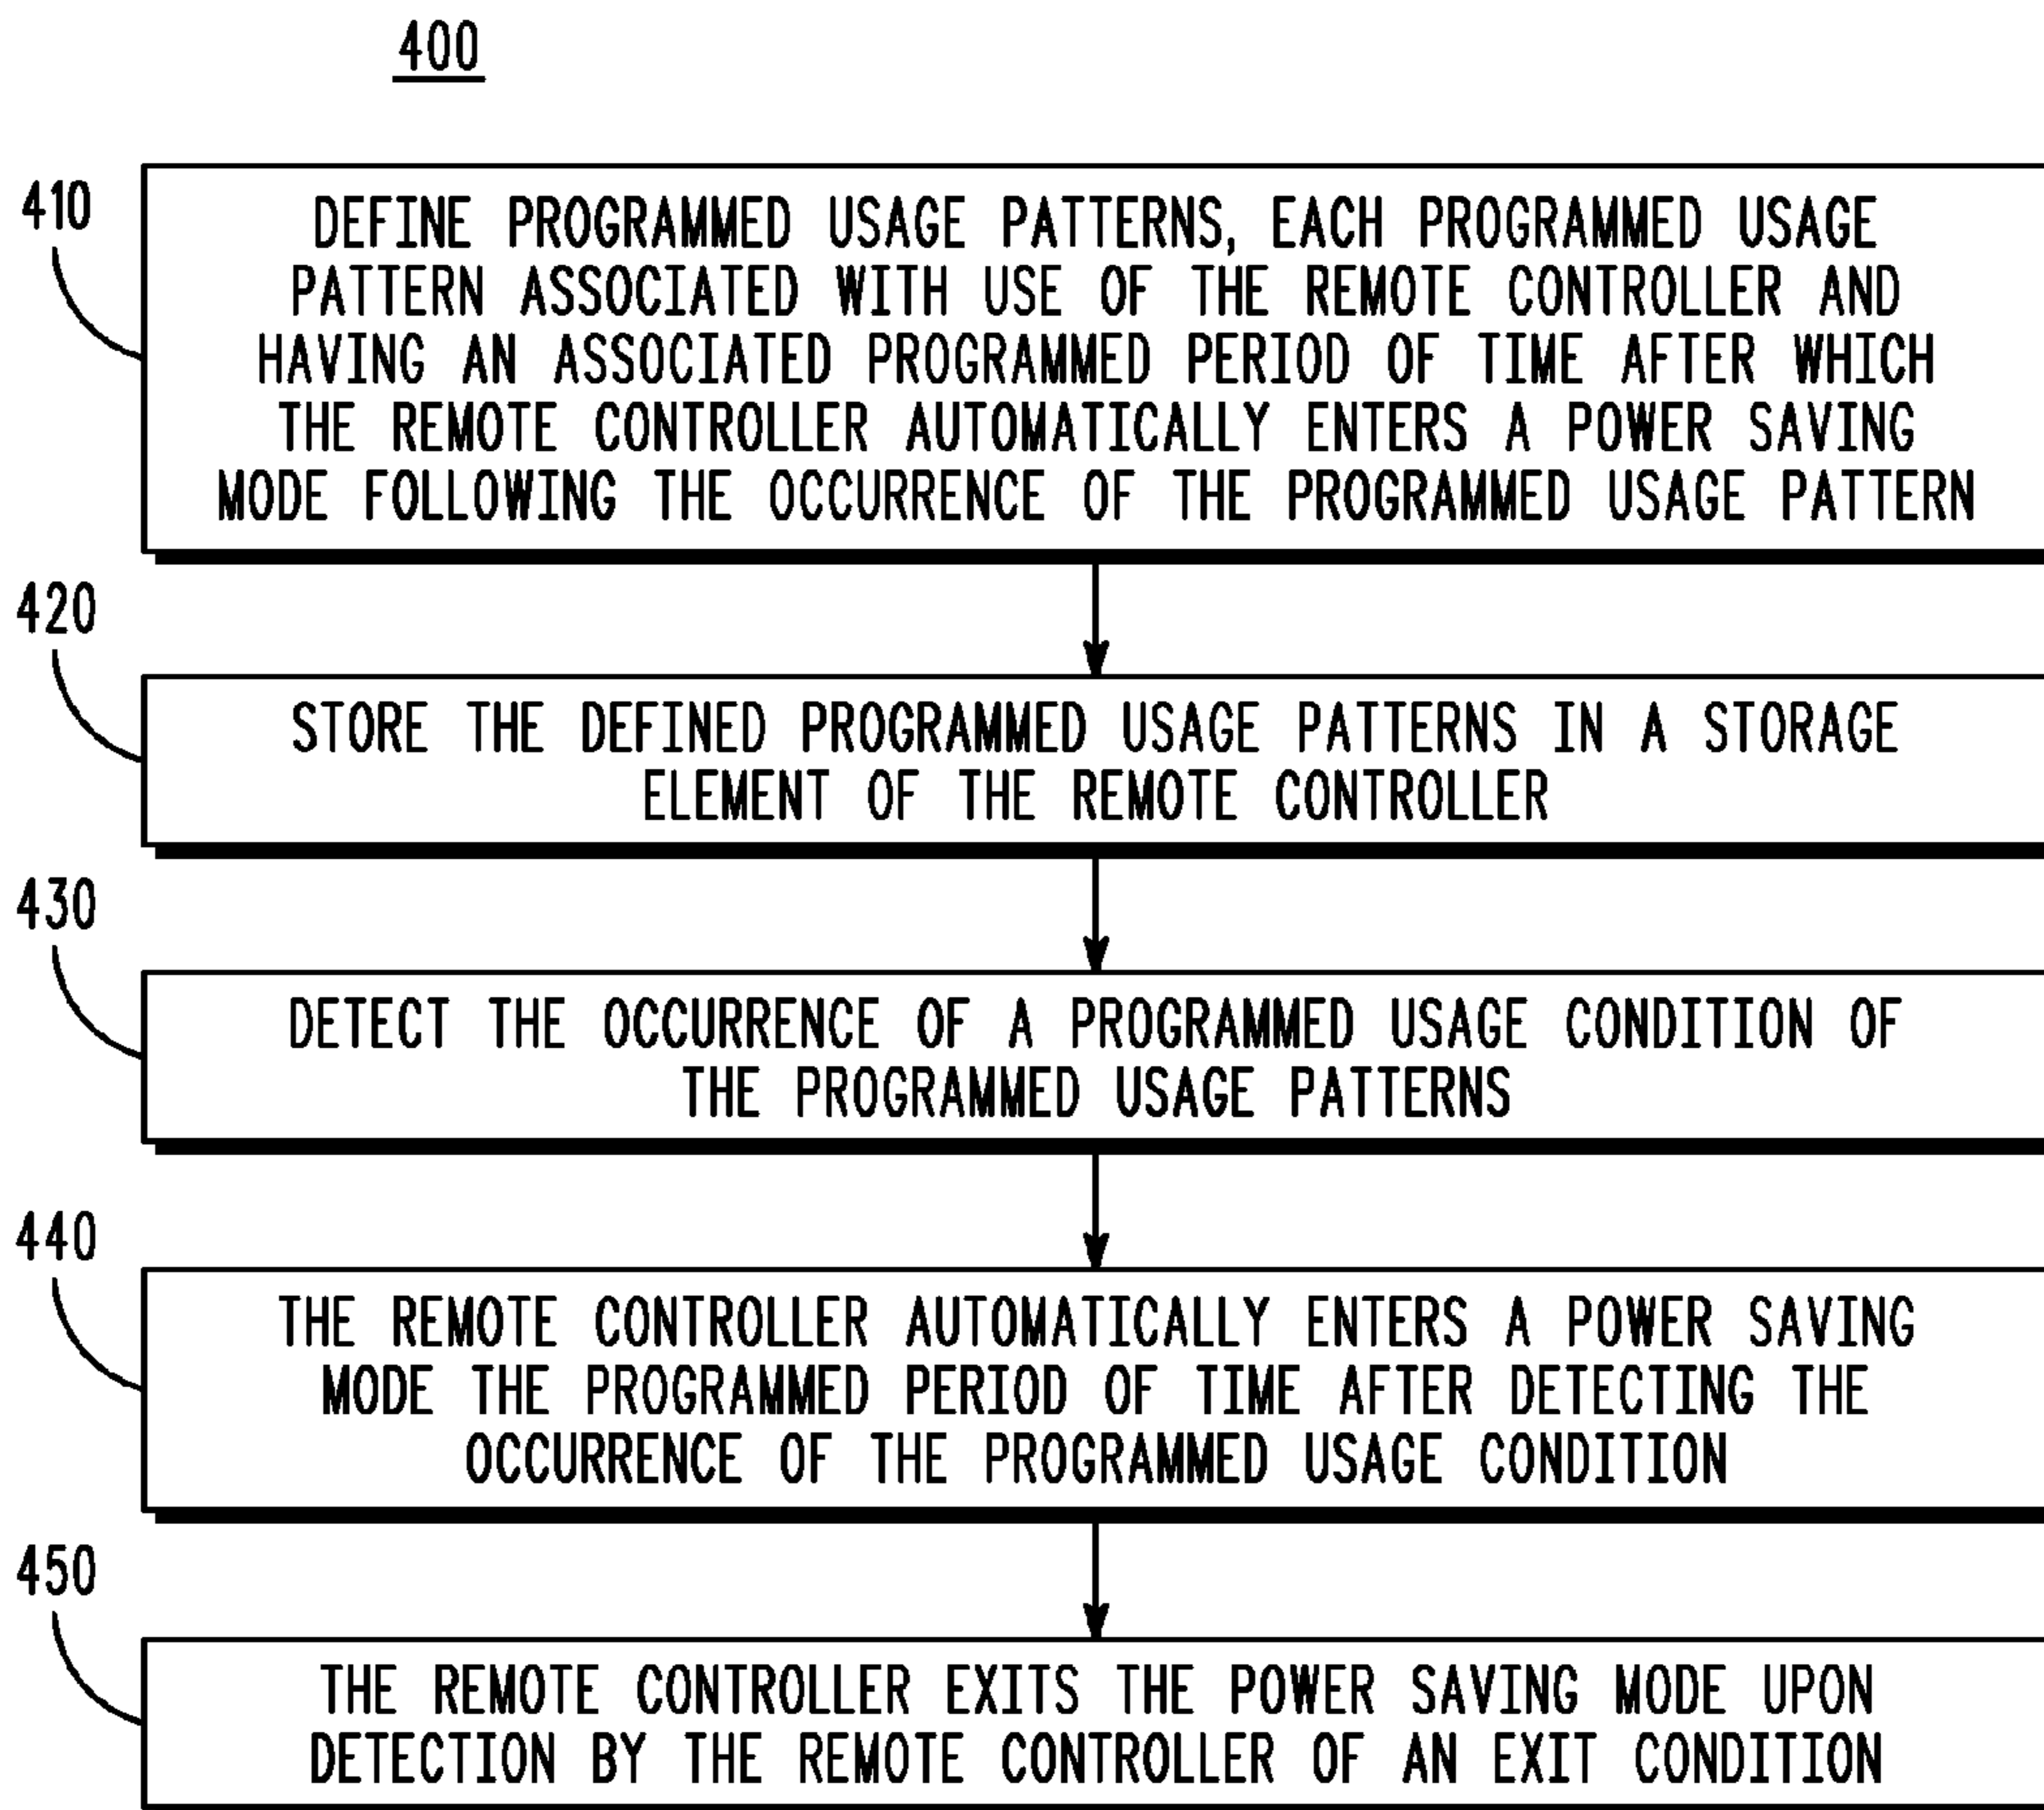 400
410
DEFINE PROGRAMMED USAGE PATTERNS, EACH PROGRAMMED USAGE
PATTERN ASSOCIATED WITH USE OF THE REMOTE CONTROLLER AND
HAVING AN ASSOCIATED PROGRAMMED PERIOD OF TIME AFTER WHICH
THE REMOTE CONTROLLER AUTOMATICALLY ENTERS A POWER SAVING
MODE FOLLOWING THE OCCURRENCE OF THE PROGRAMMED USAGE PATTERN
420
STORE THE DEFINED PROGRAMMED USAGE PATTERNS IN A STORAGE
ELEMENT OF THE REMOTE CONTROLLER
430
DETECT THE OCCURRENCE OF A PROGRAMMED USAGE CONDITION OF
THE PROGRAMMED USAGE PATTERNS
440
THE REMOTE CONTROLLER AUTOMATICALLY ENTERS A POWER SAVING
MODE THE PROGRAMMED PERIOD OF TIME AFTER DETECTING THE
OCCURRENCE OF THE PROGRAMMED USAGE CONDITION
450
THE REMOTE CONTROLLER EXITS THE POWER SAVING MODE UPON
DETECTION BY THE REMOTE CONTROLLER OF AN EXIT CONDITION